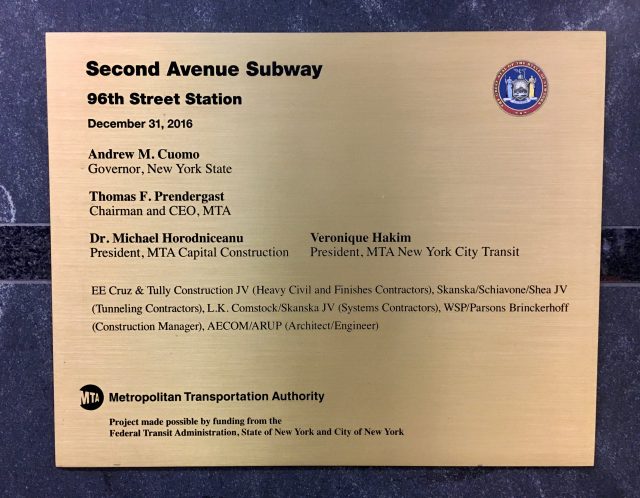 Second Avenue Subway
96th Street Station
December 31, 2016
Andrew M. Cuomo
Governor, New York State
Thomas F. Prendergast
Chairman and CEO, MTA
Dr. Michael Horodniceanu
President, MTA Capital Construction
Veronique Hakim
President, MTA New York City Transit
EE Cruz & Tully Construction JV (Heavy Civil and Finishes Contractors), Skanska/Schiavone/Shea JV
(Tunneling Contractors), L.K. Comstock/Skanska JV (Systems Contractors), WSP/Parsons Brinckerhoff
(Construction Manager), AECOM/ARUP (Architect/Engineer)
MTA Metropolitan Transportation Authority
Project made possible by funding from the
Federal Transit Administration, State of New York and City of New York